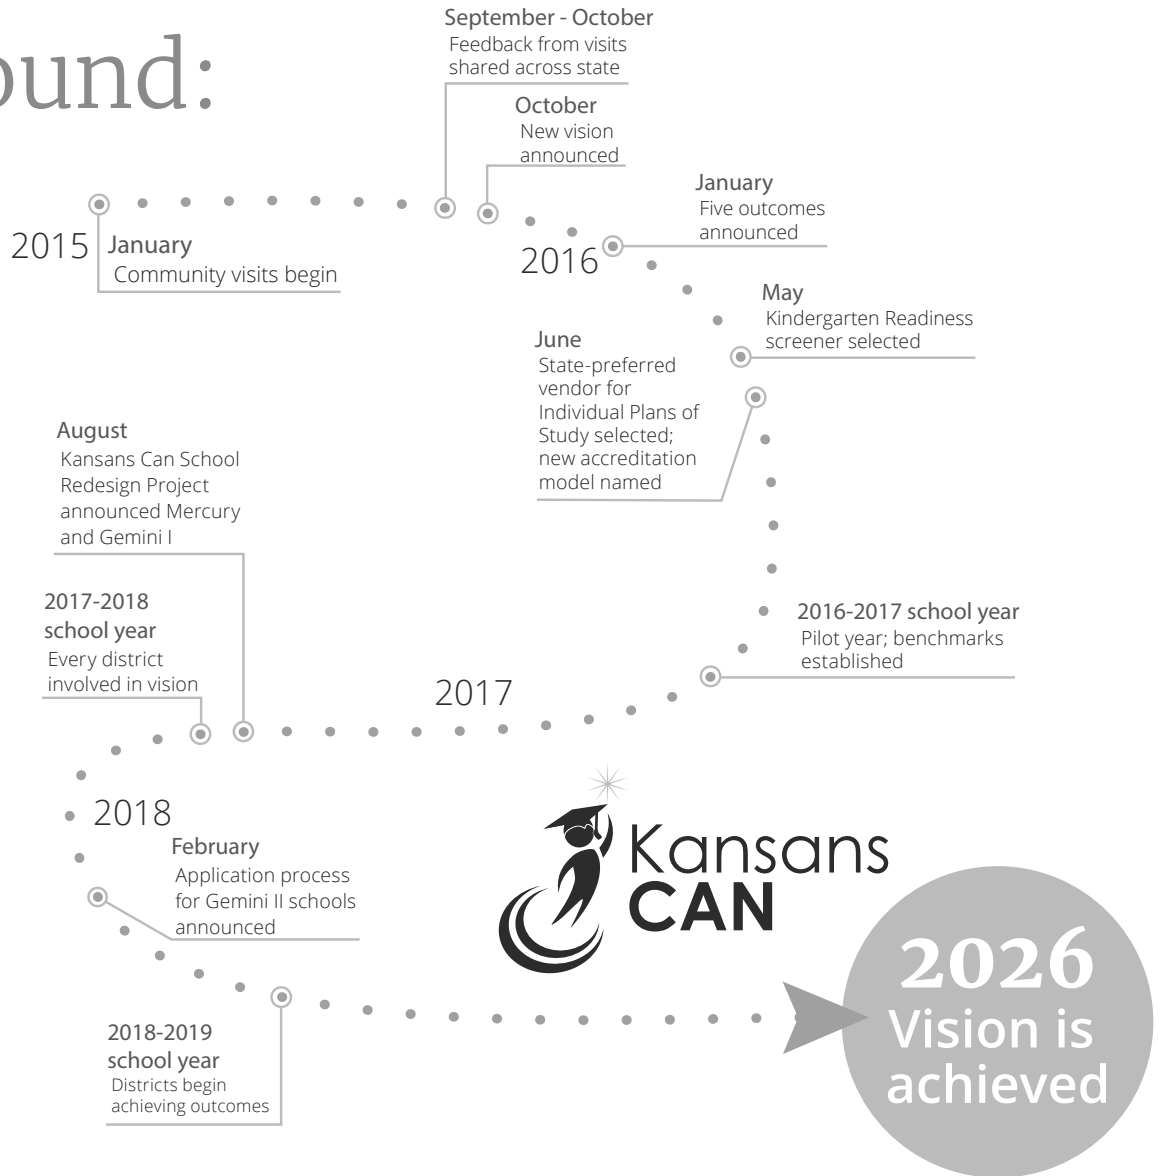 ound:
2015
January
Community visits begin
September - October
Feedback from visits
shared across state
October
New vision
announced
2016
January
Five outcomes
announced
May
Kindergarten Readiness
screener selected
June
State-preferred
vendor for
Individual Plans of
Study selected;
new accreditation
model named
2016-2017 school year
Pilot year; benchmarks
established
2017
August
Kansans Can School
Redesign Project
announced Mercury
and Gemini I
2017-2018
school year
Every district
involved in vision
2018
February
Application process
for Gemini II schools
announced
2018-2019
school year
Districts begin
achieving outcomes
Kansans
CAN
2026
Vision is
achieved